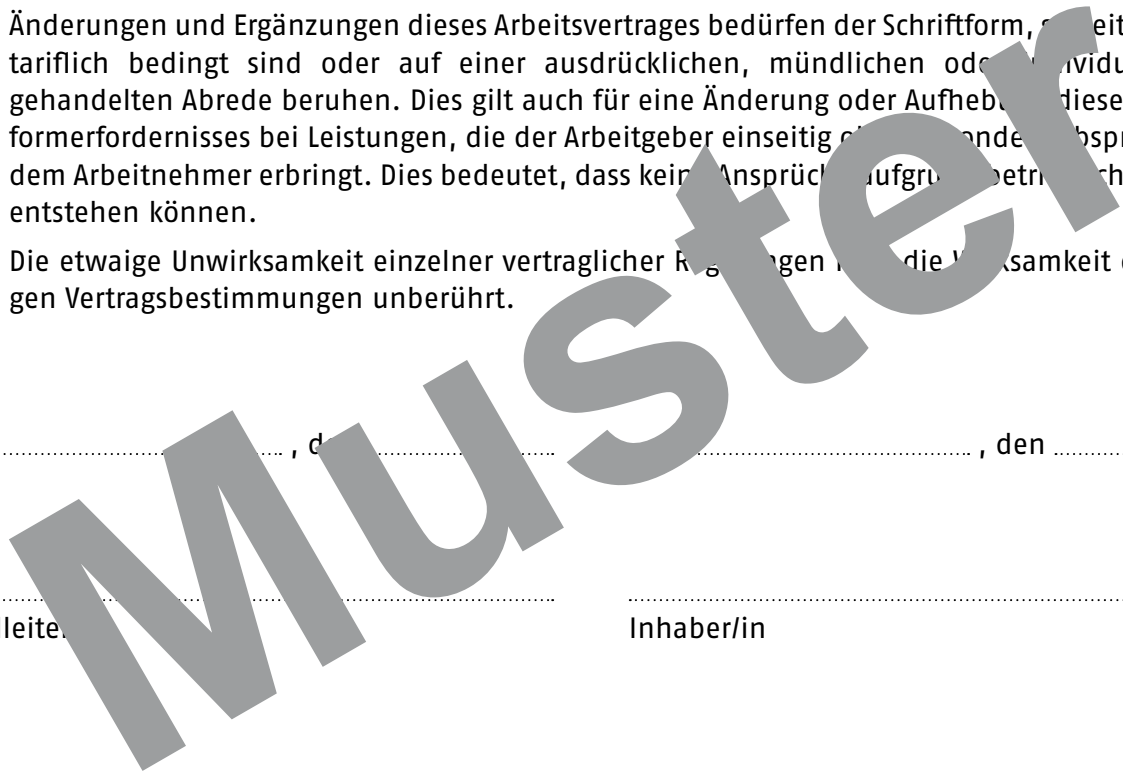 Änderungen und Ergänzungen dieses Arbeitsvertrages bedürfen der Schriftform,
tariflich bedingt sind oder auf einer ausdrücklichen, mündlichen
gehandelten Abrede beruhen. Dies gilt auch für eine Änderung oder
formerfordernisses bei Leistungen, die der Arbeitgeber einseitig
dem Arbeitnehmer erbringt. Dies bedeutet, dass
entstehen können.
Die etwaige Unwirksamkeit einzelner vertraglicher die
gen Vertragsbestimmungen unberührt.
, den
Inhaber/in
Muster